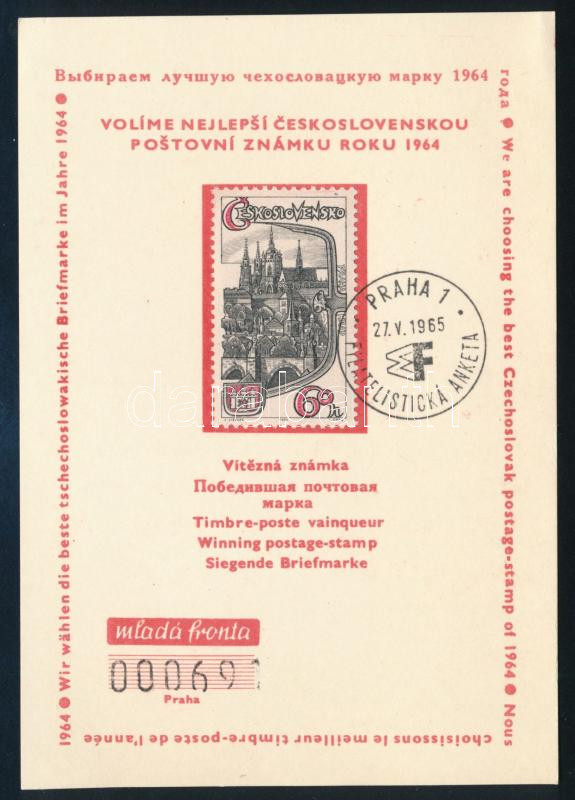 Выбираем лучшую чехословацкую марку 1964
года ● We are choosing the best Czechoslovak postage-stamp of 1964 ● Nous
choisissons le meilleur timbre-poste de l'année
1964 ● Wir wählen die beste tschechoslowakische Briefmarke im Jahre 1964 ●
VOLÍME NEJLEPŠÍ ČESKOSLOVENSKOU
POŠTOVNÍ ZNÁMKU ROKU 1964
ČESKOSLOVENSKO
60
PRAHA 1
27.V.1965
MF
FILATELISTICKÁ ANKETA
Vítězná známka
Победившая почтовая
марка
Timbre-poste vainqueur
Winning postage-stamp
Siegende Briefmarke
mladá fronta
00069
Praha